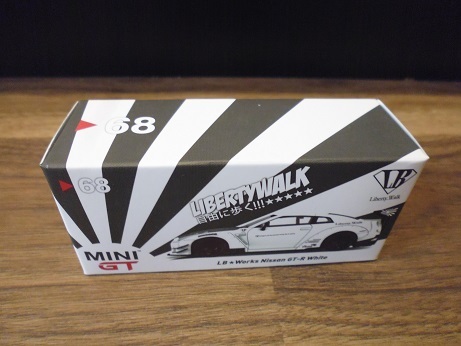 68
68
LIBERTYWALK
自由に歩く!!!★★★★★
LB
Liberty Walk
MINI
GT
LB★Works Nissan GT-R White